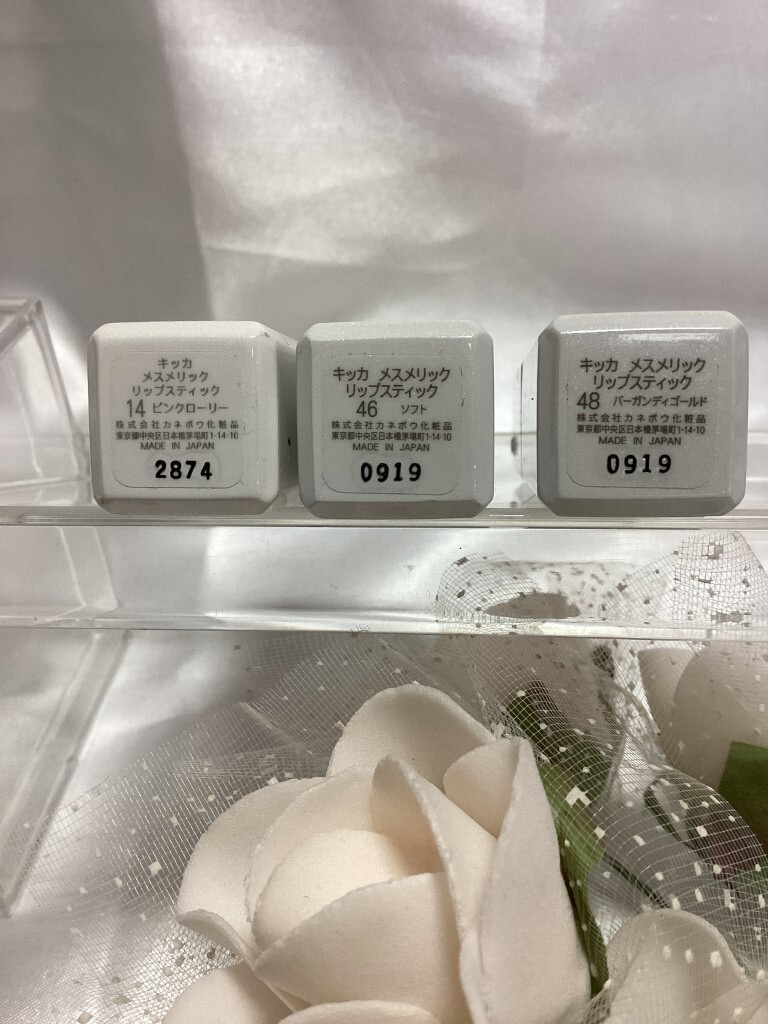 キッカ
メスメリック
リップスティック
14 ピンクローリー
株式会社カネボウ化粧品
東京都中央区日本橋茅場町1-14-10
MADE IN JAPAN
2874
キッカ メスメリック
リップスティック
46 ソフト
株式会社カネボウ化粧品
東京都中央区日本橋茅場町1-14-10
MADE IN JAPAN
0919
キッカ メスメリック
リップスティック
48 バーガンディゴールド
株式会社カネボウ化粧品
東京都中央区日本橋茅場町1-14-10
MADE IN JAPAN
0919